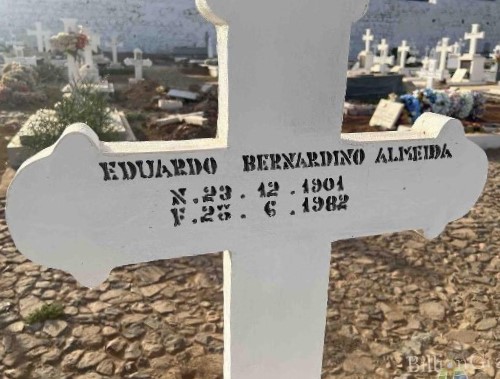 EDUARDO BERNARDINO ALMEIDA
N. 23 . 12 . 1901
F. 25 . 6 . 1982